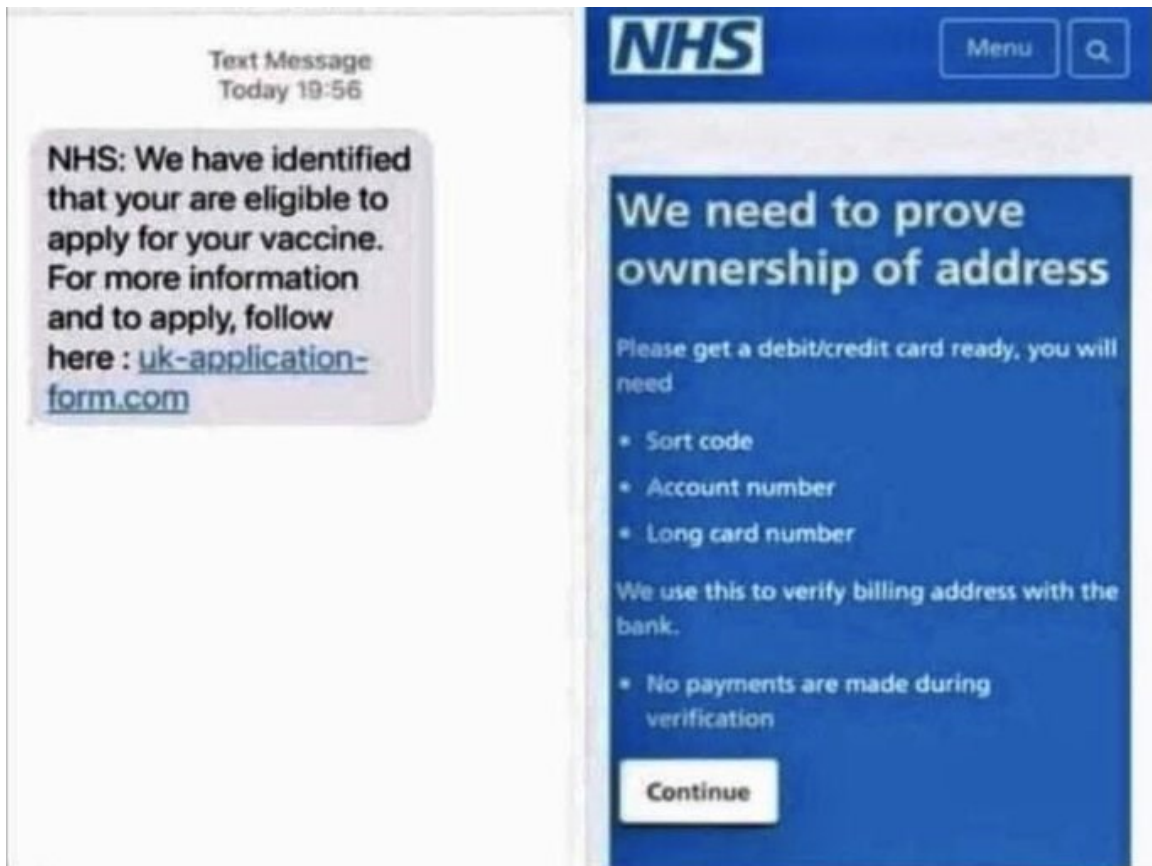 Text Message
Today 19:56
NHS: We have identified
that your are eligible to
apply for your vaccine.
For more information
and to apply, follow
here : uk-application-
form.com
NHS
Menu
We need to prove
ownership of address
Please get a debit/credit card ready, you will
need
• Sort code
• Account number
• Long card number
We use this to verify billing address with the
bank.
• No payments are made during
verification
Continue